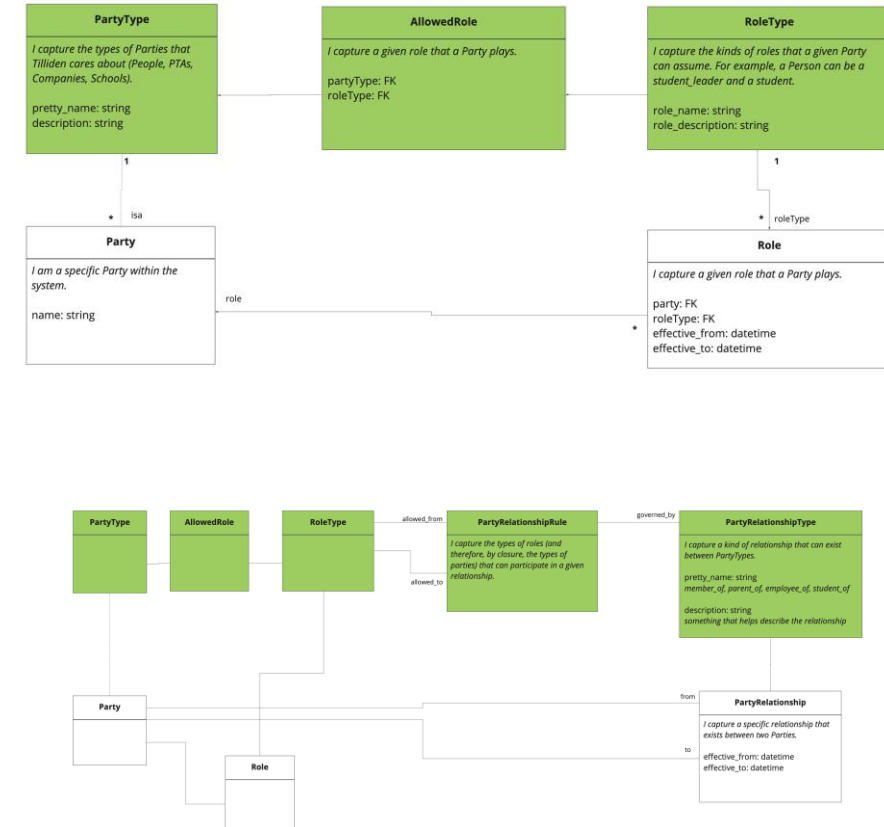 PartyType
I capture the types of Parties that
Tilliden cares about (People, PTAs,
Companies, Schools).
pretty_name: string
description: string
AllowedRole
I capture a given role that a Party plays.
partyType: FK
roleType: FK
RoleType
I capture the kinds of roles that a given Party
can assume. For example, a Person can be a
student_leader and a student.
role_name: string
role_description: string
1
* isa
1
* roleType
Party
I am a specific Party within the
system.
name: string
role
*
Role
I capture a given role that a Party plays.
party: FK
roleType: FK
effective_from: datetime
effective_to: datetime
PartyType
AllowedRole
RoleType
allowed_from
allowed_to
PartyRelationshipRule
I capture the types of roles (and
therefore, by closure, the types of
parties) that can participate in a given
relationship.
governed_by
PartyRelationshipType
I capture a kind of relationship that can exist
between PartyTypes.
pretty_name: string
member_of, parent_of, employee_of, student_of
description: string
something that helps describe the relationship
Party
Role
from
to
PartyRelationship
I capture a specific relationship that
exists between two Parties.
effective_from: datetime
effective_to: datetime